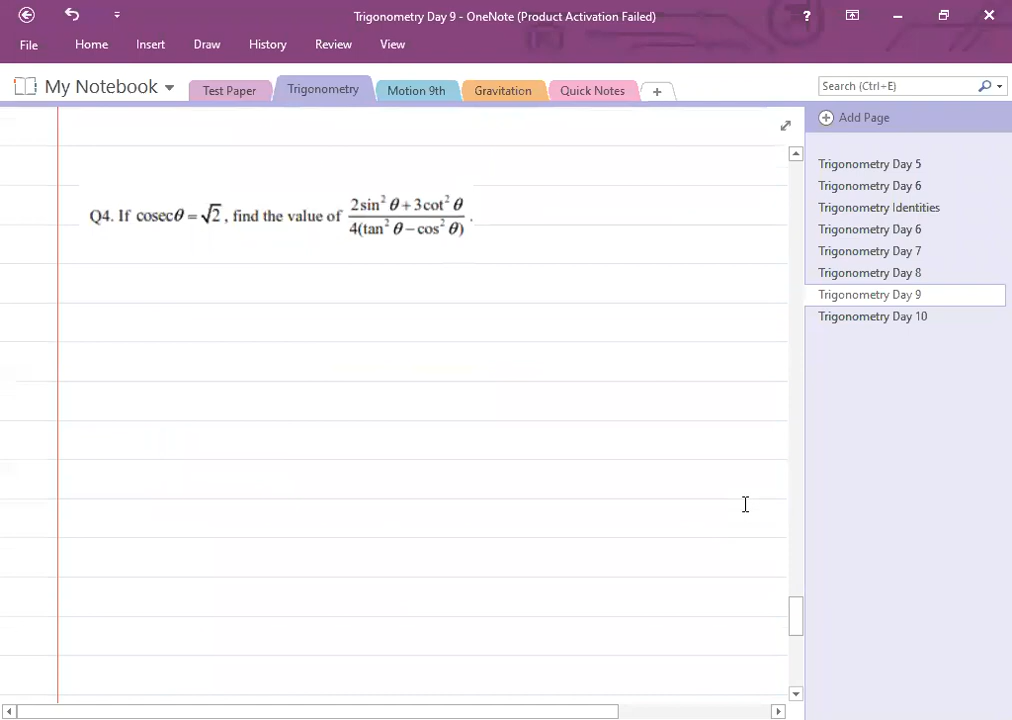 Trigonometry Day 9 - OneNote (Product Activation Failed)
?
File Home Insert Draw History Review View
My Notebook Test Paper Trigonometry Motion 9th Gravitation Quick Notes +
Search (Ctrl+E)
Add Page
Trigonometry Day 5
Trigonometry Day 6
Trigonometry Identities
Trigonometry Day 6
Trigonometry Day 7
Trigonometry Day 8
Trigonometry Day 9
Trigonometry Day 10
Q4. If cosecθ = √2, find the value of (2sin²θ+3cot²θ)/(4(tan²θ−cos²θ)).